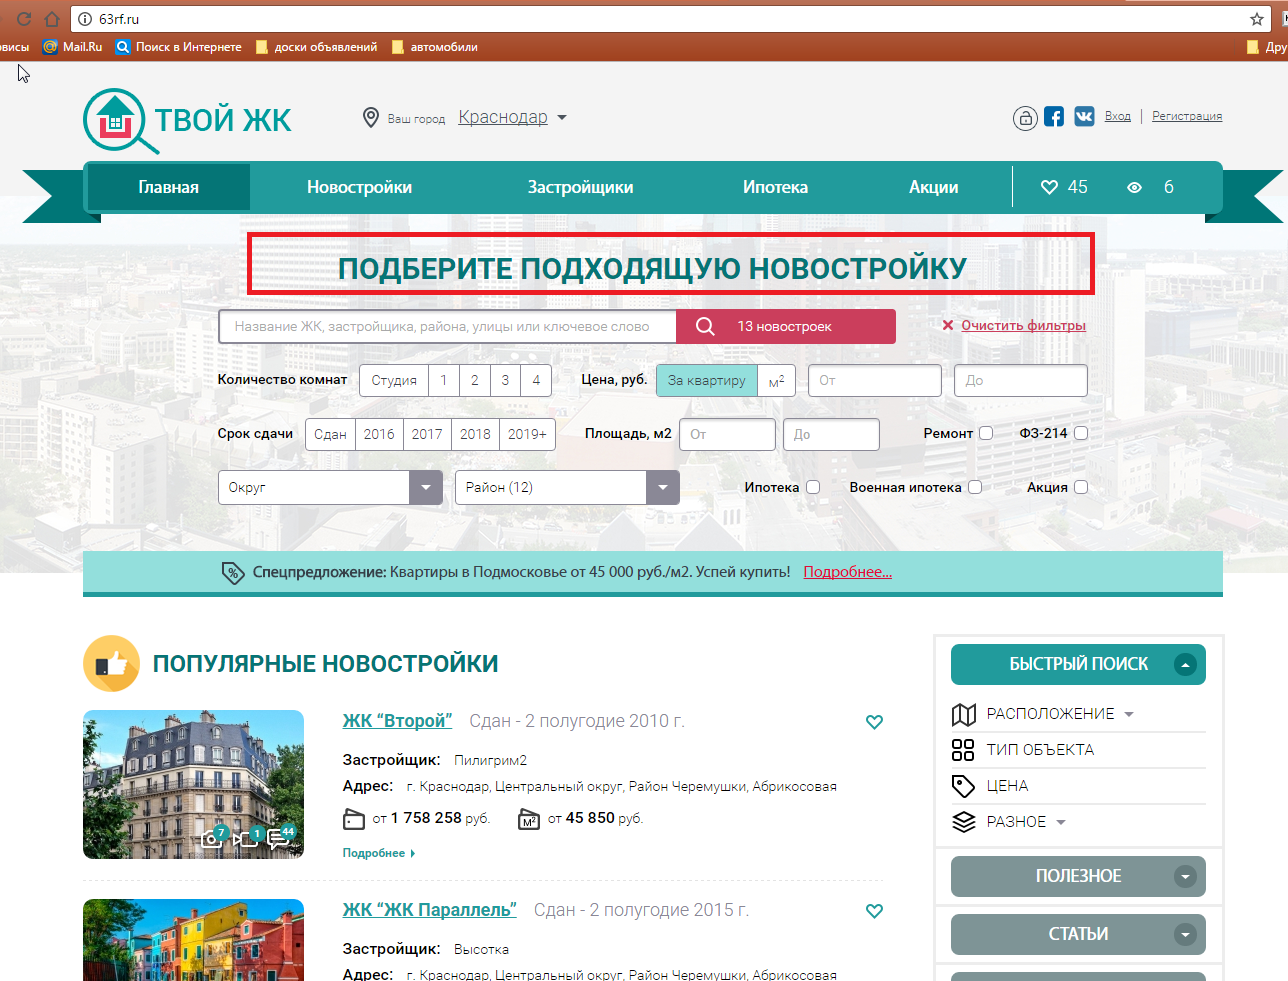 63rf.ru
висы Mail.Ru Поиск в Интернете доски объявлений автомобили Дру
ТВОЙ ЖК
Ваш город Краснодар
Вход | Регистрация
Главная Новостройки Застройщики Ипотека Акции 45 6
ПОДБЕРИТЕ ПОДХОДЯЩУЮ НОВОСТРОЙКУ
Название ЖК, застройщика, района, улицы или ключевое слово 13 новостроек Очистить фильтры
Количество комнат Студия 1 2 3 4 Цена, руб. За квартиру м² От До
Срок сдачи Сдан 2016 2017 2018 2019+ Площадь, м2 От До Ремонт ФЗ-214
Округ Район (12) Ипотека Военная ипотека Акция
Спецпредложение: Квартиры в Подмосковье от 45 000 руб./м2. Успей купить! Подробнее...
ПОПУЛЯРНЫЕ НОВОСТРОЙКИ
ЖК “Второй” Сдан - 2 полугодие 2010 г.
Застройщик: Пилигрим2
Адрес: г. Краснодар, Центральный округ, Район Черемушки, Абрикосовая
от 1 758 258 руб. М² от 45 850 руб.
7 1 44
Подробнее
ЖК “ЖК Параллель” Сдан - 2 полугодие 2015 г.
Застройщик: Высотка
Адрес: г. Краснодар, Центральный округ, Район Черемушки, Абрикосовая
БЫСТРЫЙ ПОИСК
РАСПОЛОЖЕНИЕ
ТИП ОБЪЕКТА
ЦЕНА
РАЗНОЕ
ПОЛЕЗНОЕ
СТАТЬИ